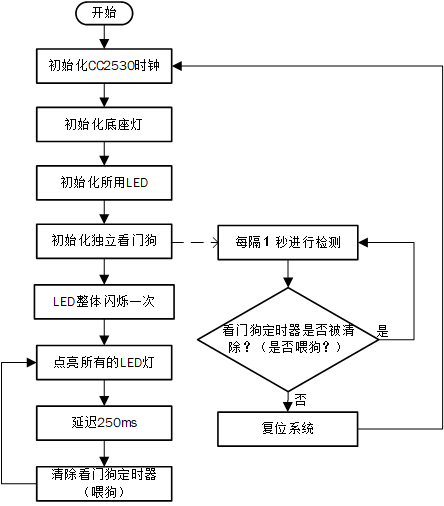 开始
初始化CC2530时钟
初始化底座灯
初始化所用LED
初始化独立看门狗
LED整体闪烁一次
点亮所有的LED灯
延迟250ms
清除看门狗定时器
（喂狗）
每隔1 秒进行检测
看门狗定时器是否被清
除？（是否喂狗？）
是
否
复位系统